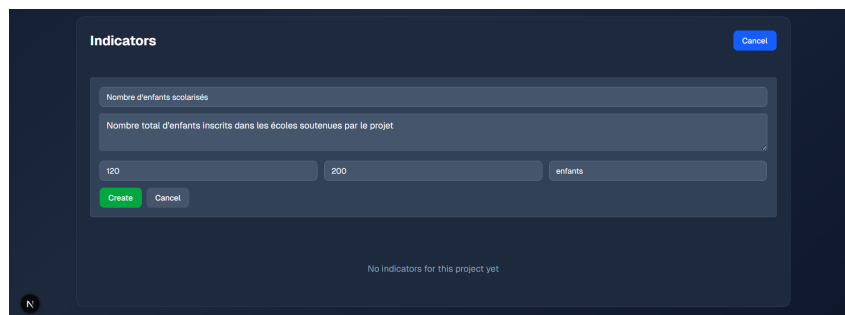 Indicators
Cancel
Nombre d'enfants scolarisés
Nombre total d'enfants inscrits dans les écoles soutenues par le projet
120
200
enfants
Create
Cancel
No indicators for this project yet
N